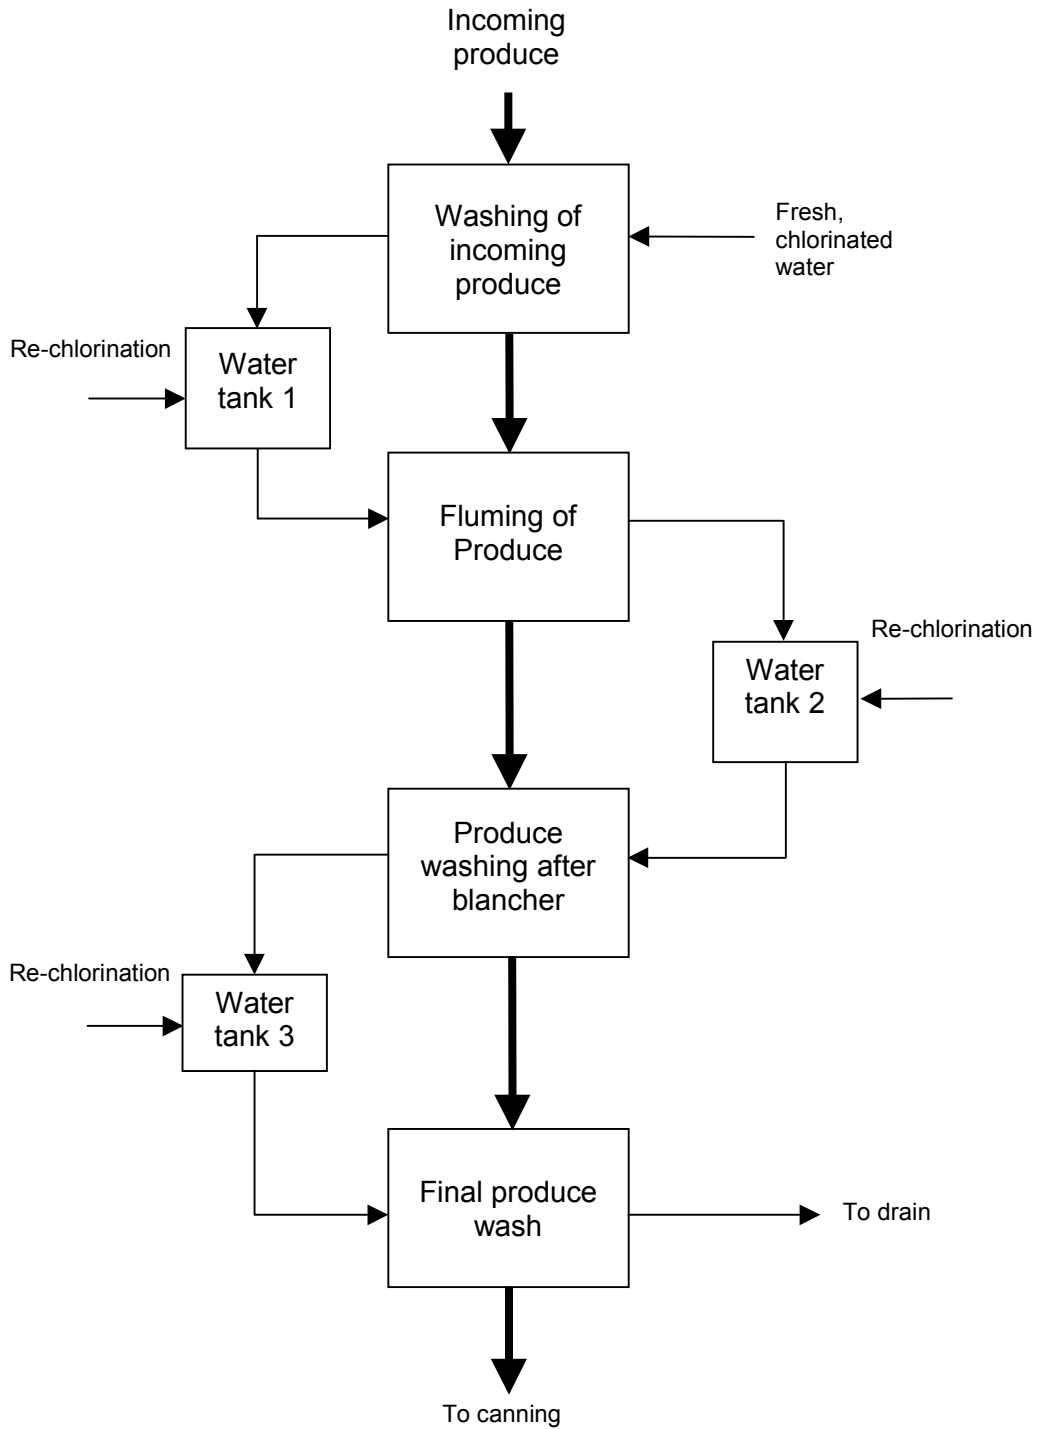 Incoming
produce
Washing of
incoming
produce
Fresh,
chlorinated
water
Re-chlorination
Water
tank 1
Fluming of
Produce
Re-chlorination
Water
tank 2
Produce
washing after
blancher
Re-chlorination
Water
tank 3
Final produce
wash
To drain
To canning